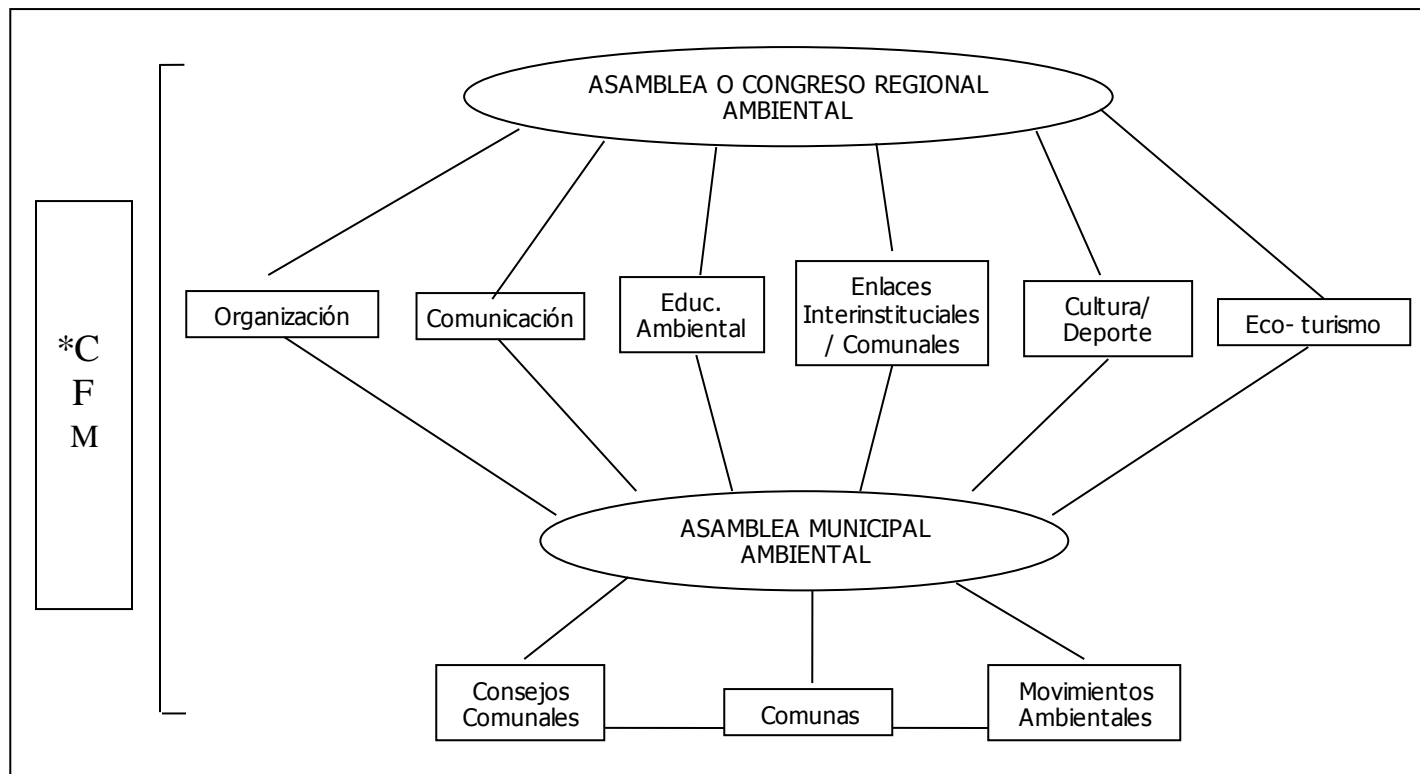 ASAMBLEA O CONGRESO REGIONAL
AMBIENTAL
Organización
Comunicación
Educ.
Ambiental
Enlaces
Interinstituciales
/ Comunales
Cultura/
Deporte
Eco- turismo
*C
F
M
ASAMBLEA MUNICIPAL
AMBIENTAL
Consejos
Comunales
Comunas
Movimientos
Ambientales